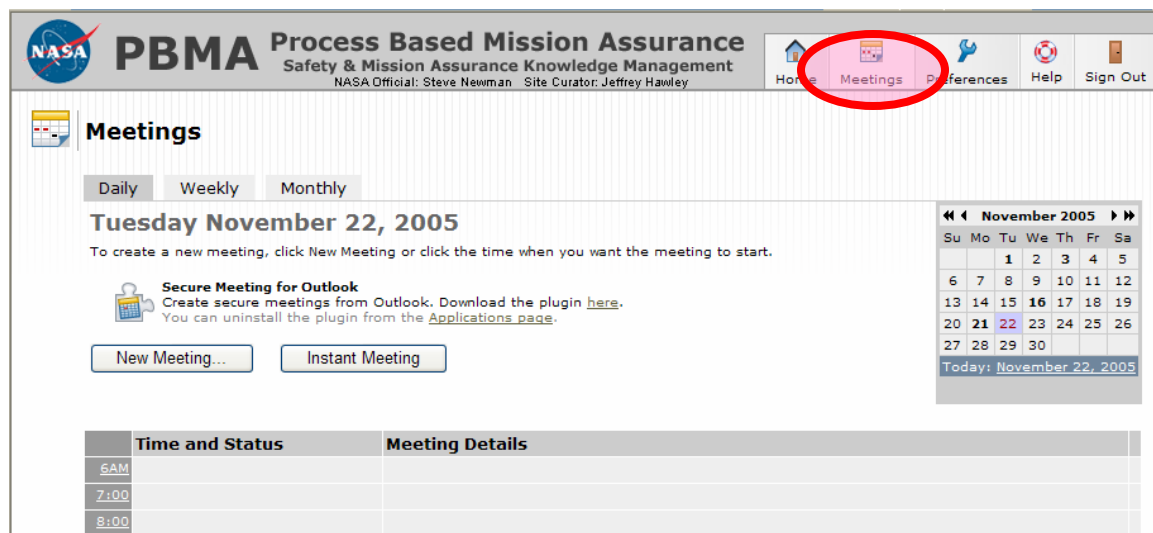 NASA
PBMA Process Based Mission Assurance
Safety & Mission Assurance Knowledge Management
NASA Official: Steve Newman Site Curator: Jeffrey Hawley
Home Meetings Preferences Help Sign Out
Meetings
Daily Weekly Monthly
Tuesday November 22, 2005
To create a new meeting, click New Meeting or click the time when you want the meeting to start.
Secure Meeting for Outlook
Create secure meetings from Outlook. Download the plugin here.
You can uninstall the plugin from the Applications page.
New Meeting... Instant Meeting
November 2005
Su Mo Tu We Th Fr Sa
1 2 3 4 5
6 7 8 9 10 11 12
13 14 15 16 17 18 19
20 21 22 23 24 25 26
27 28 29 30
Today: November 22, 2005
Time and Status Meeting Details
6AM
7:00
8:00